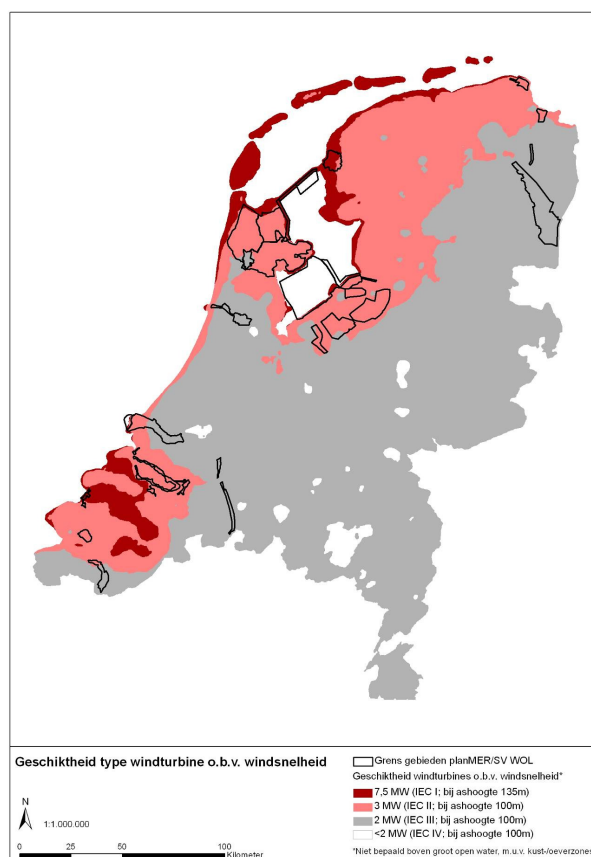 Geschiktheid type windturbine o.b.v. windsnelheid
N
1:1.000.000
0 50 100
Kilometer
Grens gebieden planMER/SV WOL
Geschiktheid windturbines o.b.v. windsnelheid*
7,5 MW (IEC I; bij ashoogte 135m)
3 MW (IEC II; bij ashoogte 100m)
2 MW (IEC III; bij ashoogte 100m)
<2 MW (IEC IV; bij ashoogte 100m)
*Niet bepaald boven groot open water, m.u.v. kust-/oeverzones